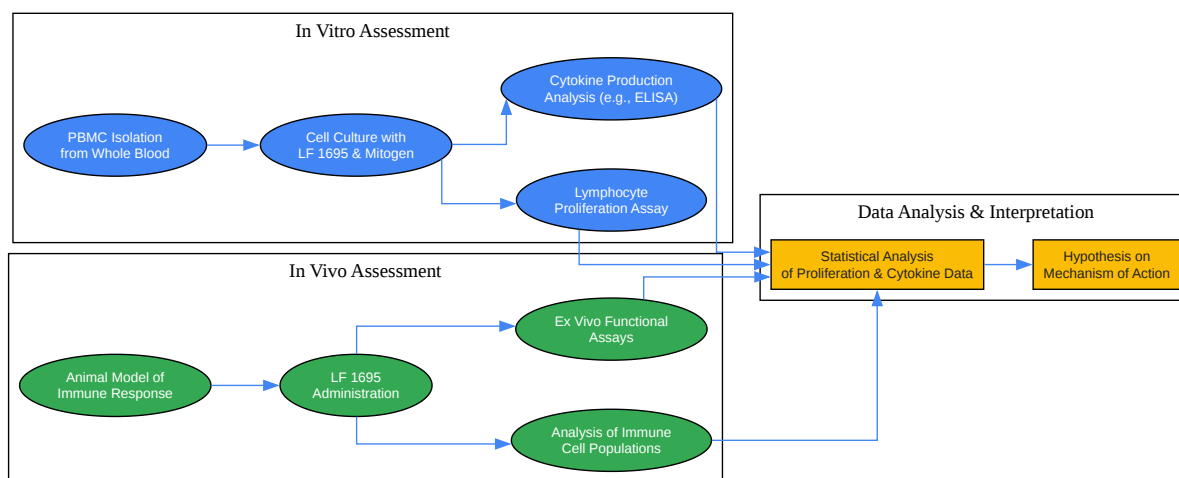 In Vitro Assessment
PBMC Isolation
from Whole Blood
Cell Culture with
LF 1695 & Mitogen
Cytokine Production
Analysis (e.g., ELISA)
Lymphocyte
Proliferation Assay
In Vivo Assessment
Animal Model of
Immune Response
LF 1695
Administration
Ex Vivo Functional
Assays
Analysis of Immune
Cell Populations
Data Analysis & Interpretation
Statistical Analysis
of Proliferation & Cytokine Data
Hypothesis on
Mechanism of Action